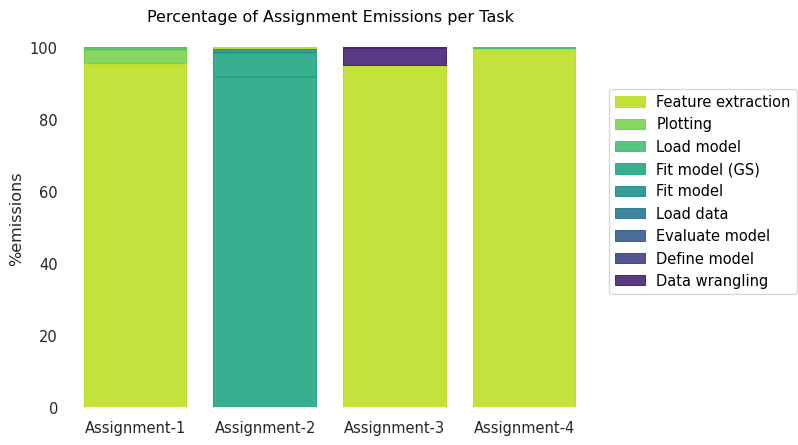 Percentage of Assignment Emissions per Task
%emissions
100
80
60
40
20
0
Assignment-1
Assignment-2
Assignment-3
Assignment-4
Feature extraction
Plotting
Load model
Fit model (GS)
Fit model
Load data
Evaluate model
Define model
Data wrangling